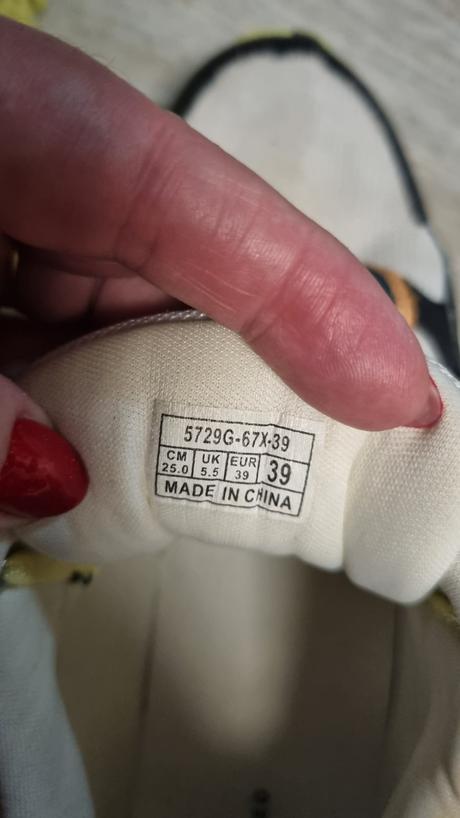 5729G-67X-39
CM UK EUR 39
25.0 5.5 39
MADE IN CHINA